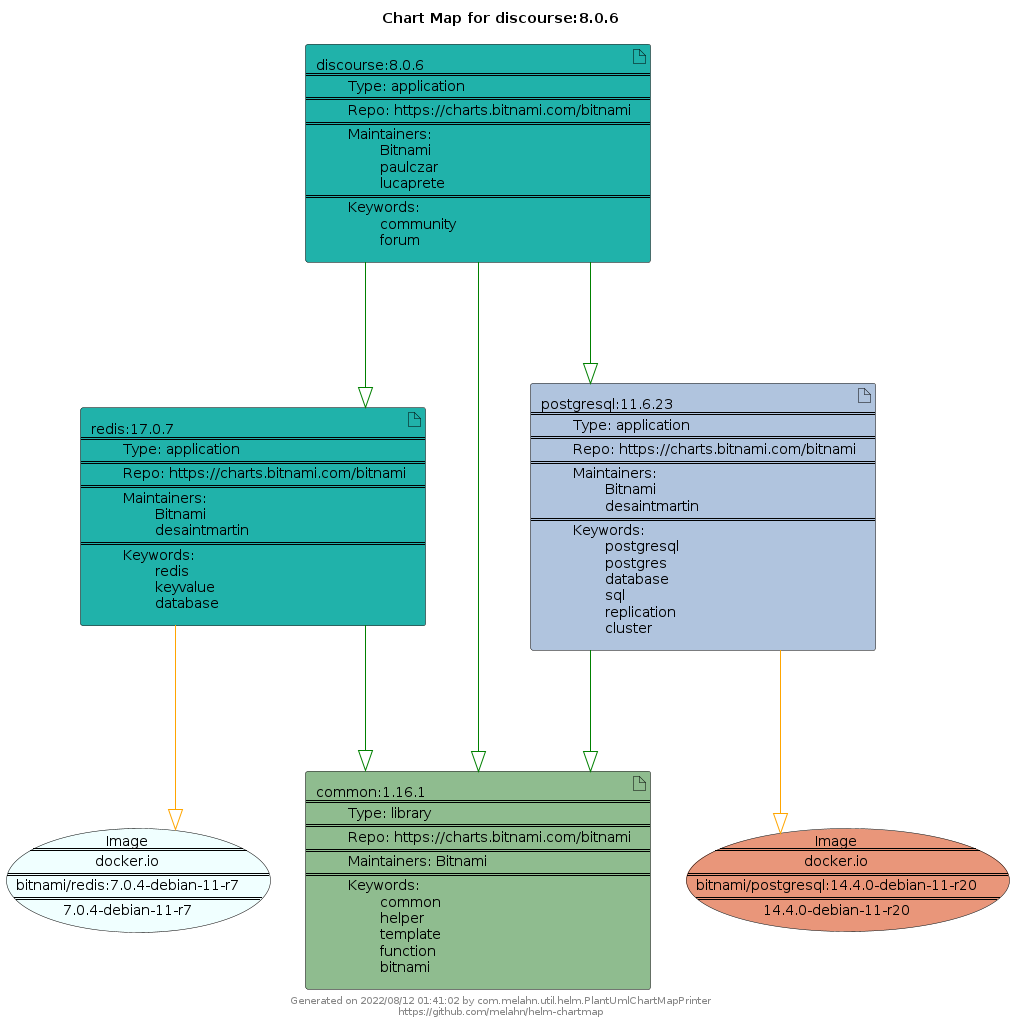 Chart Map for discourse:8.0.6
discourse:8.0.6
Type: application
Repo: https://charts.bitnami.com/bitnami
Maintainers:
Bitnami
paulczar
lucaprete
Keywords:
community
forum
redis:17.0.7
Type: application
Repo: https://charts.bitnami.com/bitnami
Maintainers:
Bitnami
desaintmartin
Keywords:
redis
keyvalue
database
postgresql:11.6.23
Type: application
Repo: https://charts.bitnami.com/bitnami
Maintainers:
Bitnami
desaintmartin
Keywords:
postgresql
postgres
database
sql
replication
cluster
Image
docker.io
bitnami/redis:7.0.4-debian-11-r7
7.0.4-debian-11-r7
common:1.16.1
Type: library
Repo: https://charts.bitnami.com/bitnami
Maintainers: Bitnami
Keywords:
common
helper
template
function
bitnami
Image
docker.io
bitnami/postgresql:14.4.0-debian-11-r20
14.4.0-debian-11-r20
Generated on 2022/08/12 01:41:02 by com.melahn.util.helm.PlantUmlChartMapPrinter
https://github.com/melahn/helm-chartmap